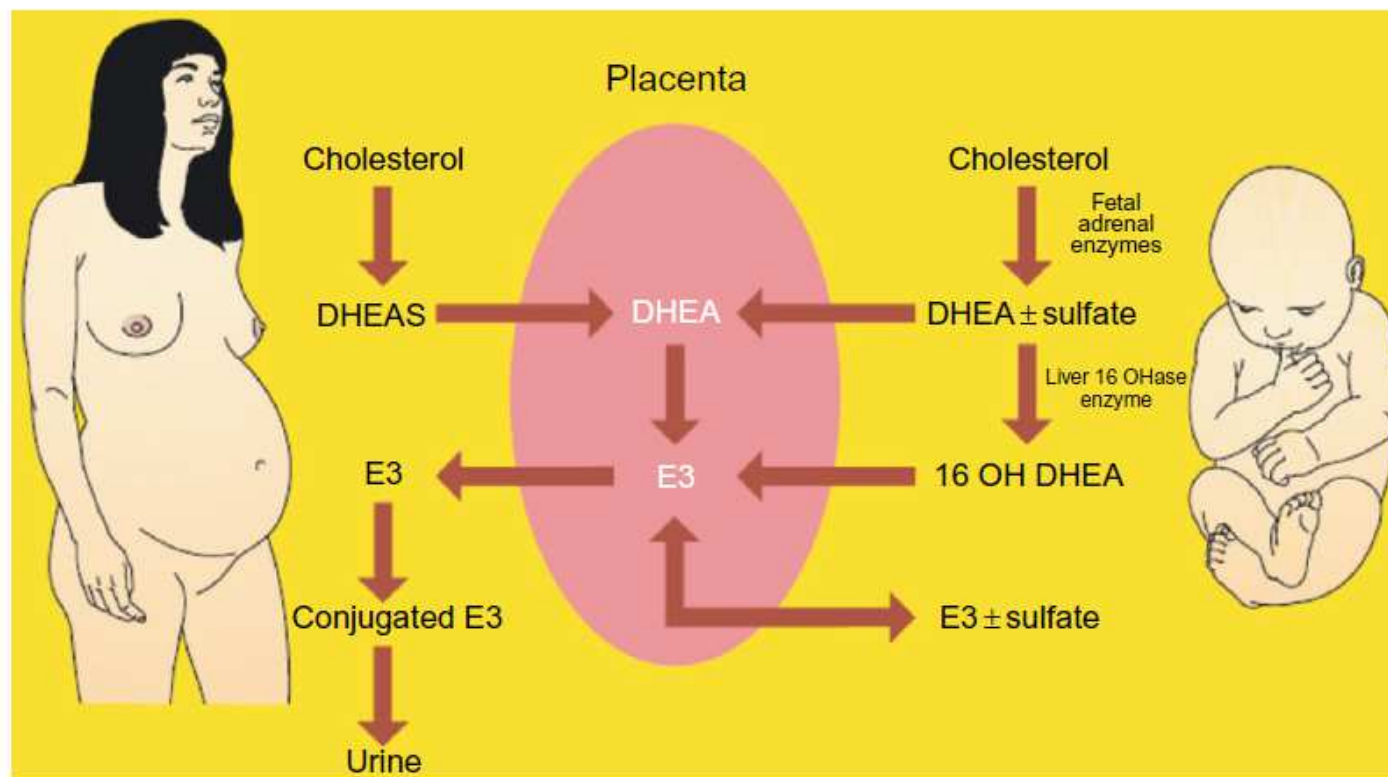 Placenta
Cholesterol
Cholesterol
Fetal
adrenal
enzymes
DHEAS
DHEA
DHEA ± sulfate
Liver 16 OHase
enzyme
E3
E3
16 OH DHEA
Conjugated E3
E3 ± sulfate
Urine